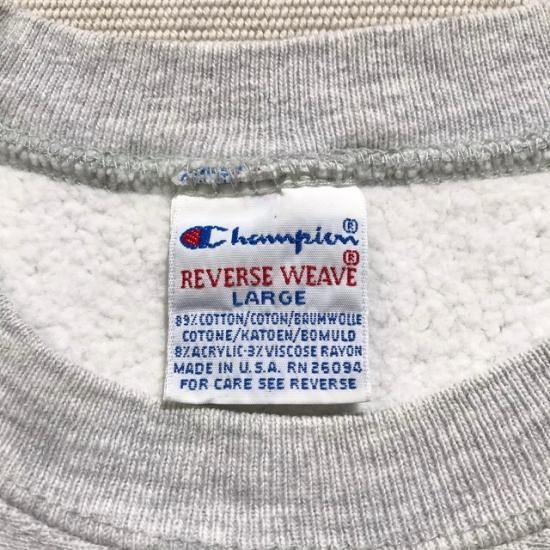 Champion®
REVERSE WEAVE®
LARGE
89% COTTON/COTON/BAUMWOLLE
COTONE/KATOEN/BOMULD
8% ACRYLIC-3% VISCOSE RAYON
MADE IN U.S.A. RN 26094
FOR CARE SEE REVERSE